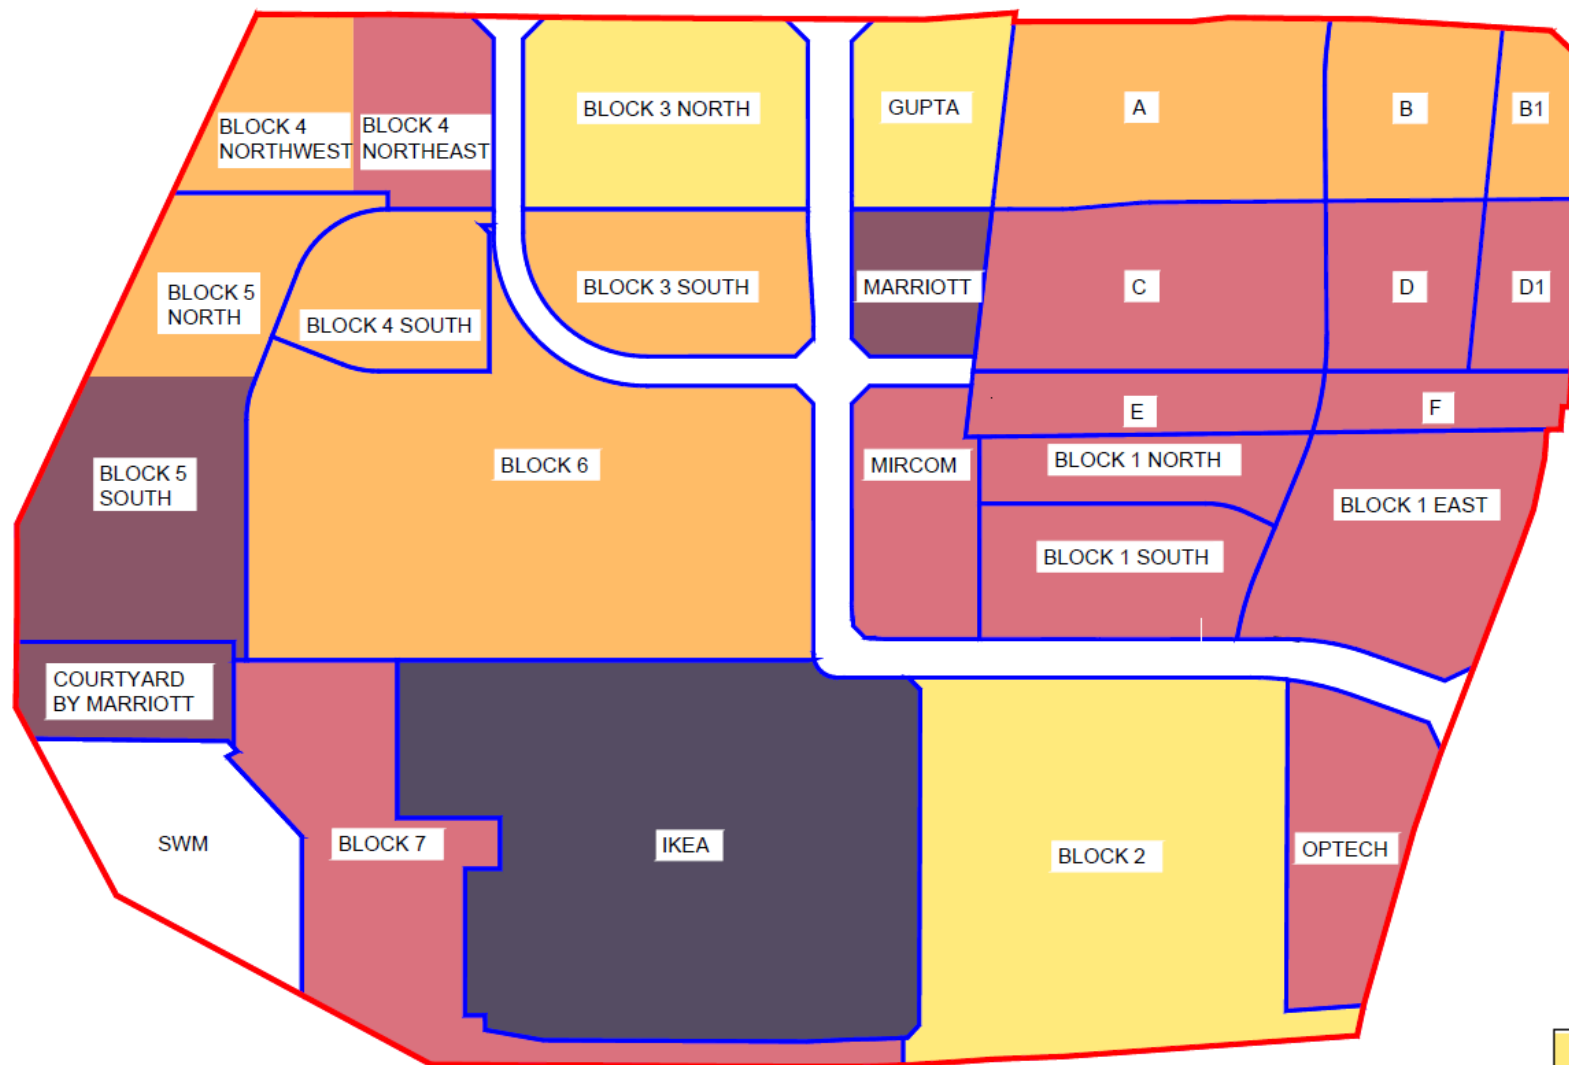 BLOCK 4
NORTHWEST
BLOCK 4
NORTHEAST
BLOCK 3 NORTH
GUPTA
A
B
B1
BLOCK 5
NORTH
BLOCK 4 SOUTH
BLOCK 3 SOUTH
MARRIOTT
C
D
D1
E
F
BLOCK 5
SOUTH
BLOCK 6
MIRCOM
BLOCK 1 NORTH
BLOCK 1 EAST
BLOCK 1 SOUTH
COURTYARD
BY MARRIOTT
SWM
BLOCK 7
IKEA
BLOCK 2
OPTECH